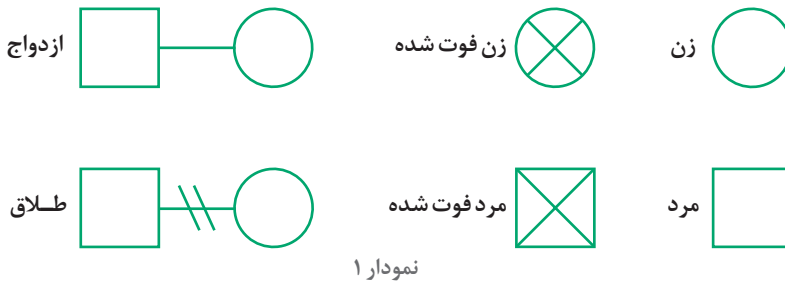 زن
زن فوت شده
ازدواج
مرد
مرد فوت شده
طـلاق
نمودار ۱